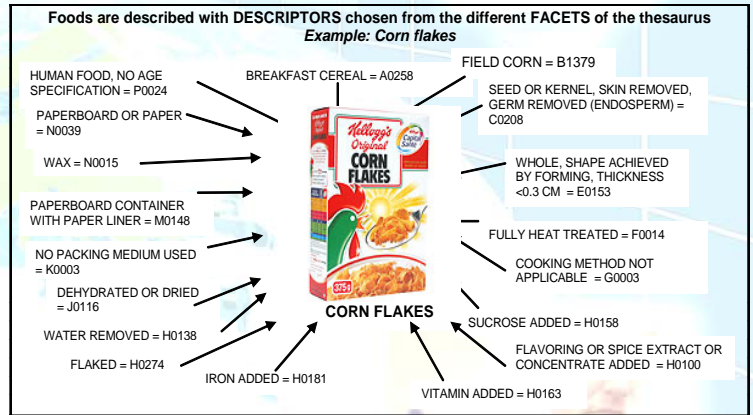 Foods are described with DESCRIPTORS chosen from the different FACETS of the thesaurus
Example: Corn flakes
HUMAN FOOD, NO AGE
SPECIFICATION = P0024
BREAKFAST CEREAL = A0258
FIELD CORN = B1379
PAPERBOARD OR PAPER
= N0039
SEED OR KERNEL, SKIN REMOVED,
GERM REMOVED (ENDOSPERM) =
C0208
WAX = N0015
WHOLE, SHAPE ACHIEVED
BY FORMING, THICKNESS
<0.3 CM = E0153
PAPERBOARD CONTAINER
WITH PAPER LINER = M0148
FULLY HEAT TREATED = F0014
NO PACKING MEDIUM USED
= K0003
COOKING METHOD NOT
APPLICABLE = G0003
DEHYDRATED OR DRIED
= J0116
WATER REMOVED = H0138
SUCROSE ADDED = H0158
FLAKED = H0274
FLAVORING OR SPICE EXTRACT OR
CONCENTRATE ADDED = H0100
IRON ADDED = H0181
VITAMIN ADDED = H0163
Kellogg's
Original
CORN
FLAKES
Capital
Santé
375g
CORN FLAKES